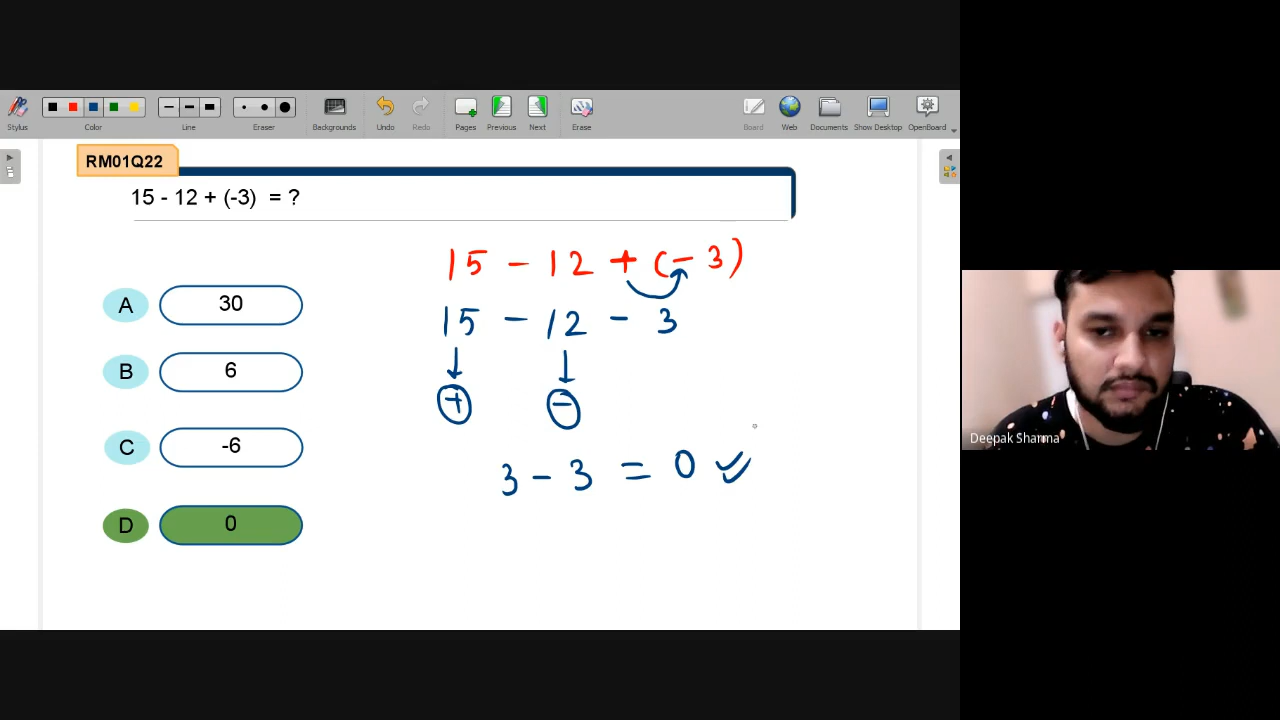 Stylus Color Line Eraser Backgrounds Undo Redo Pages Previous Next Erase Board Web Documents Show Desktop OpenBoard
RM01Q22
15 - 12 + (-3) = ?
15 - 12 + (- 3)
15 - 12 - 3
+ -
3 - 3 = 0
A 30
B 6
C -6
D 0
Deepak Sharma